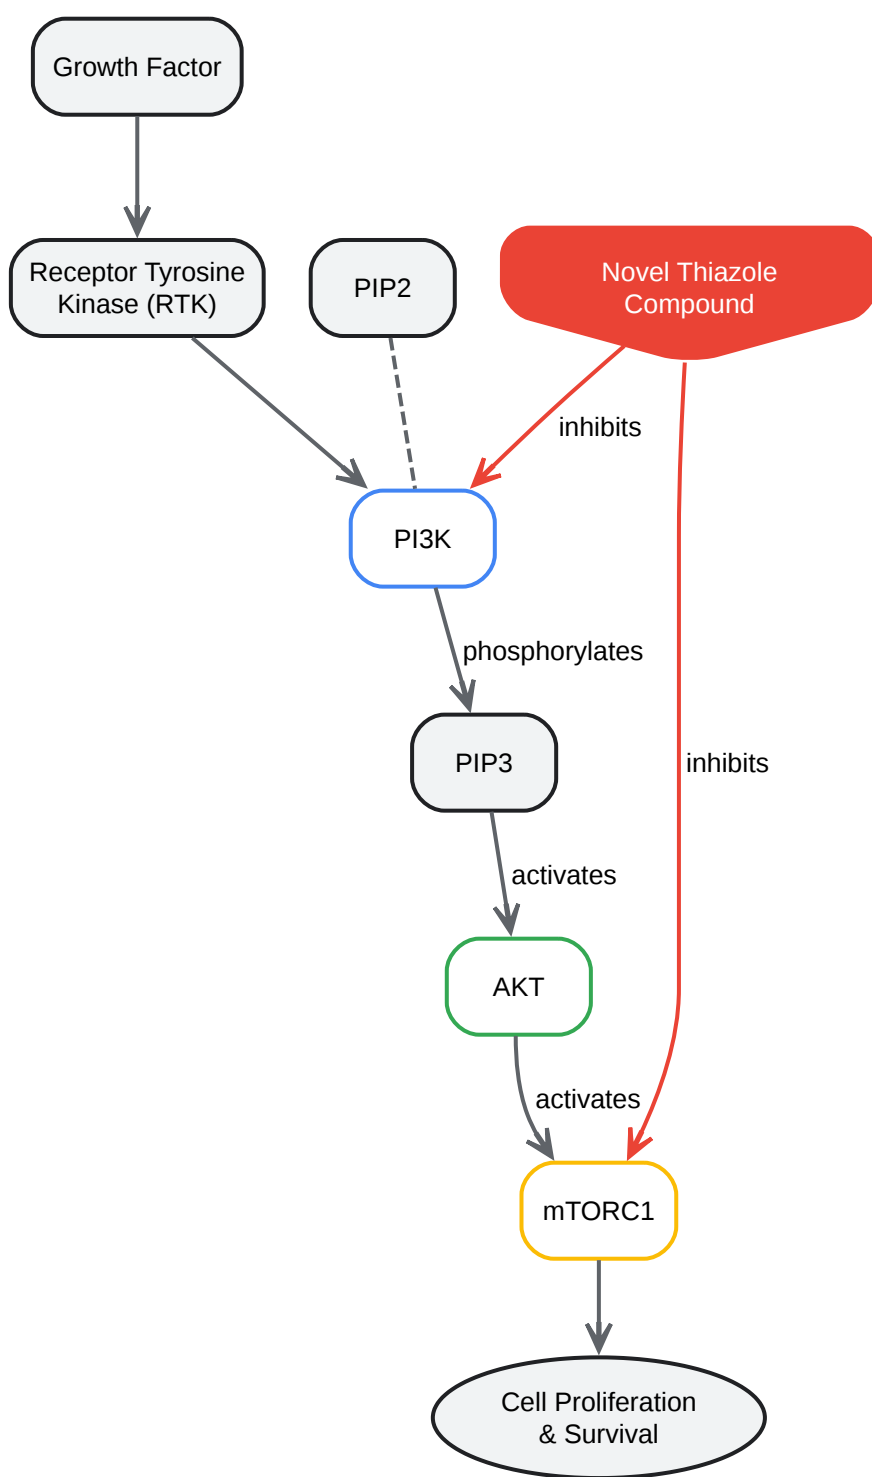 Growth Factor
Receptor Tyrosine
Kinase (RTK)
PIP2
Novel Thiazole
Compound
inhibits
PI3K
phosphorylates
PIP3
inhibits
activates
AKT
activates
mTORC1
Cell Proliferation
& Survival